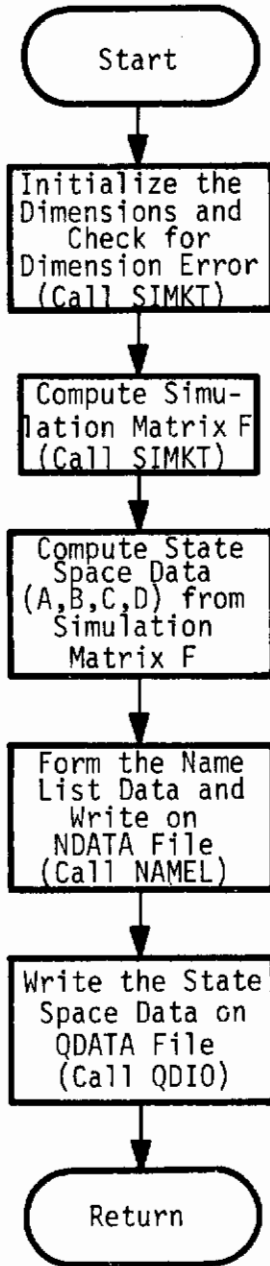 Start
Initialize the
Dimensions and
Check for
Dimension Error
(Call SIMKT)
Compute Simu-
lation Matrix F
(Call SIMKT)
Compute State
Space Data
(A,B,C,D) from
Simulation
Matrix F
Form the Name
List Data and
Write on
NDATA File
(Call NAMEL)
Write the State
Space Data on
QDATA File
(Call QDIO)
Return